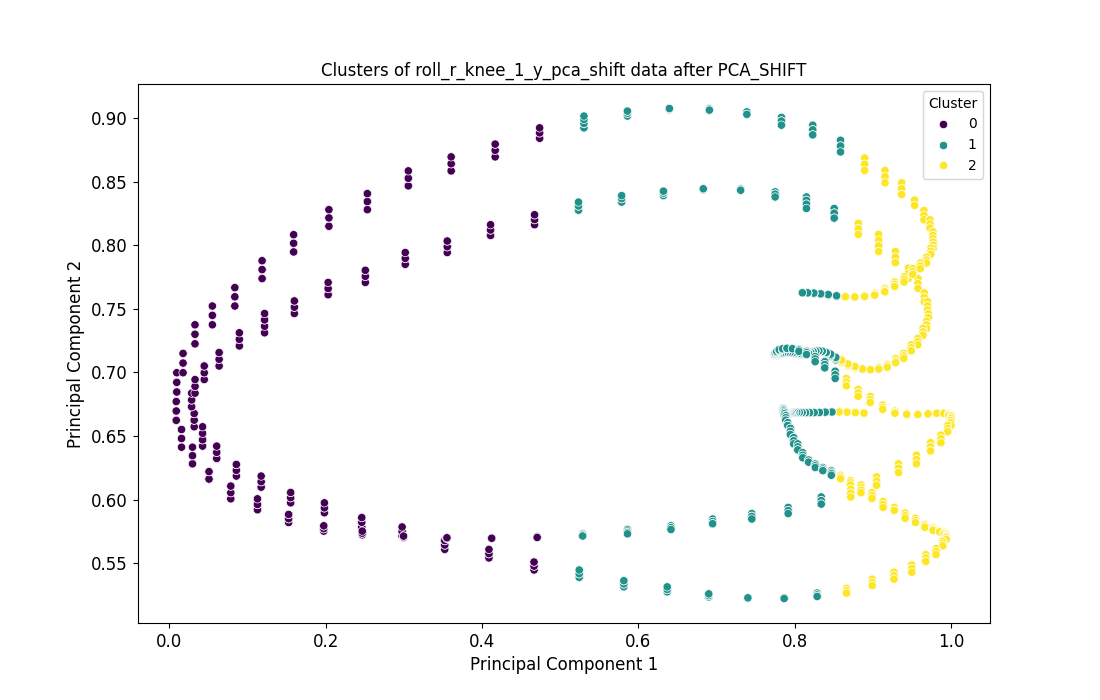 Clusters of roll_r_knee_1_y_pca_shift data after PCA_SHIFT
Cluster
0
1
2
Principal Component 2
0.90
0.85
0.80
0.75
0.70
0.65
0.60
0.55
0.0 0.2 0.4 0.6 0.8 1.0
Principal Component 1